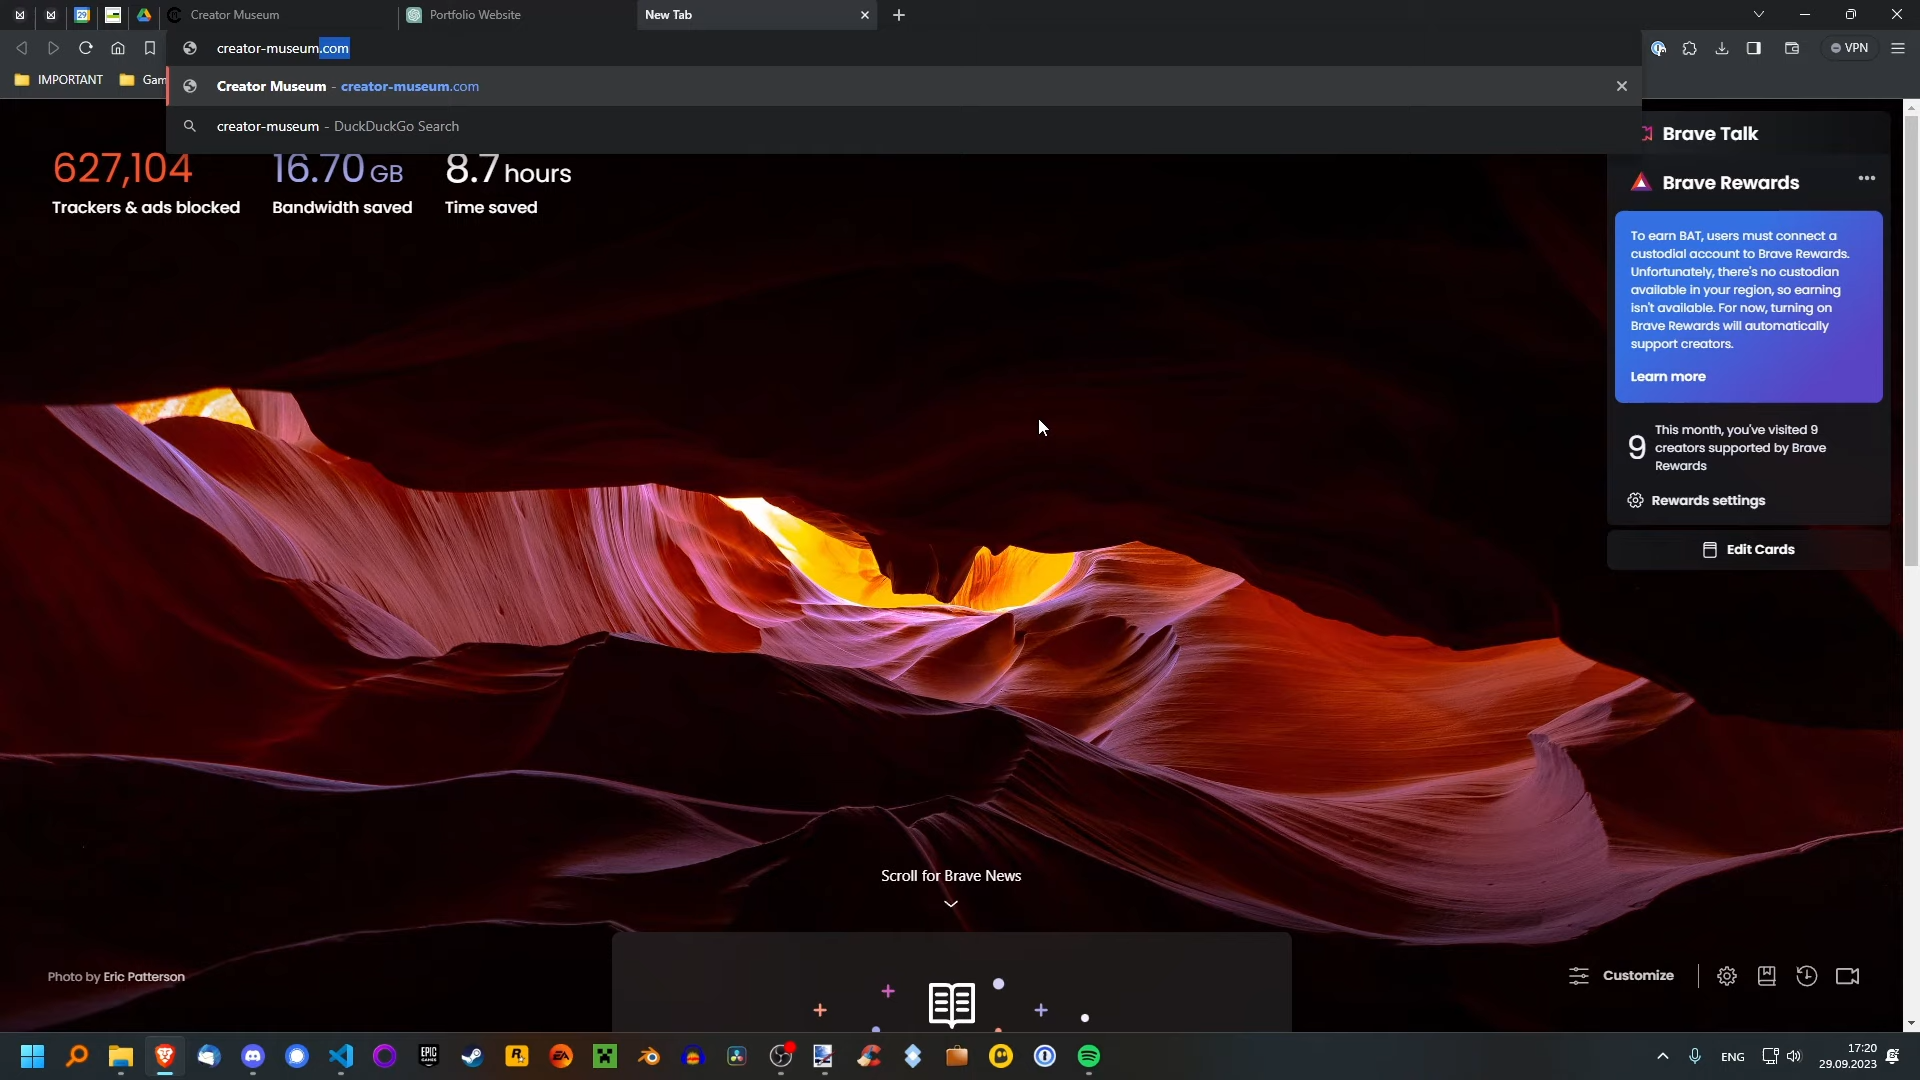 Creator Museum
Portfolio Website
New Tab
creator-museum.com
VPN
IMPORTANT
Gam
Creator Museum - creator-museum.com
creator-museum - DuckDuckGo Search
627,104
Trackers & ads blocked
16.70 GB
Bandwidth saved
8.7 hours
Time saved
Brave Talk
Brave Rewards
To earn BAT, users must connect a
custodial account to Brave Rewards.
Unfortunately, there's no custodian
available in your region, so earning
isn't available. For now, turning on
Brave Rewards will automatically
support creators.
Learn more
9
This month, you've visited 9
creators supported by Brave
Rewards
Rewards settings
Edit Cards
Scroll for Brave News
Photo by Eric Patterson
Customize
EPIC
GAMES
R
EA
ENG
17:20
29.09.2023